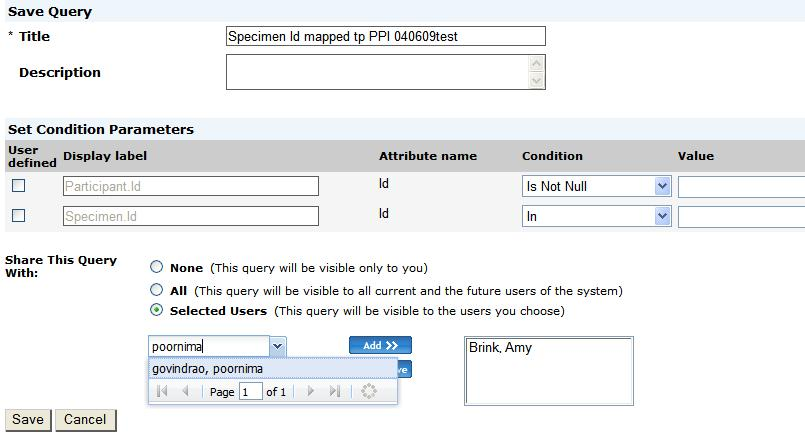 Save Query
* Title Specimen Id mapped tp PPI 040609test
Description
Set Condition Parameters
User defined Display label Attribute name Condition Value
Participant.Id Id Is Not Null
Specimen.Id Id In
Share This Query With:
None (This query will be visible only to you)
All (This query will be visible to all current and the future users of the system)
Selected Users (This query will be visible to the users you choose)
poornima Add >> Brink, Amy
govindrao, poornima
Page 1 of 1
Save Cancel